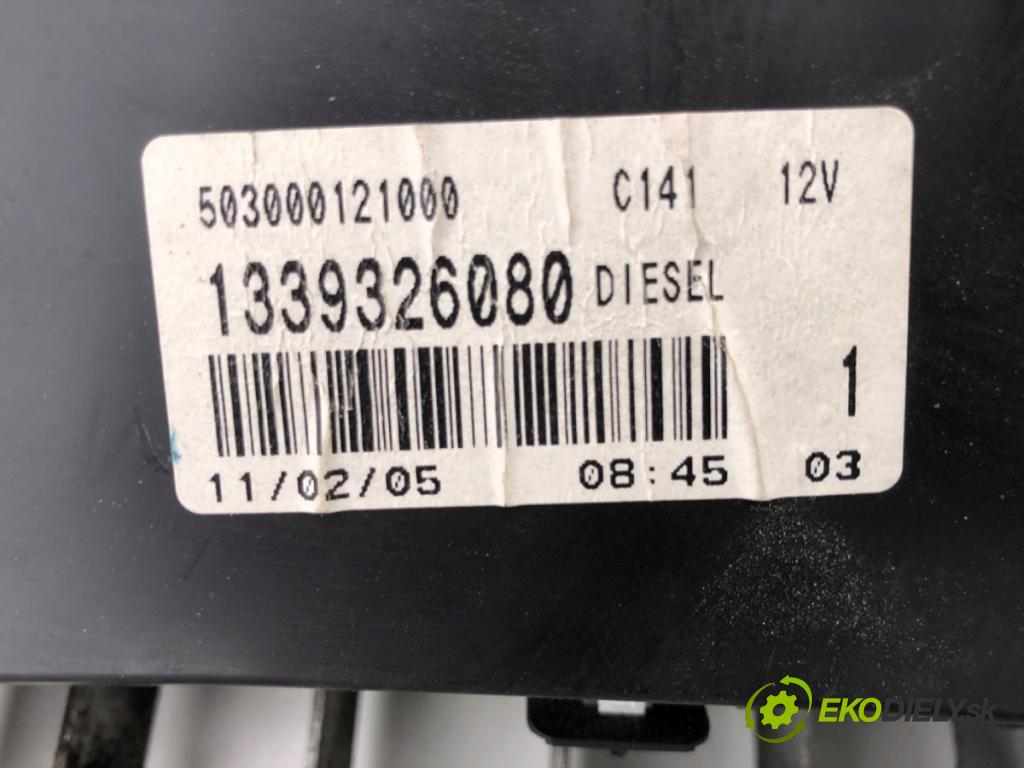 503000121000 C141 12V
1339326080 DIESEL
1
11/02/05 08:45 03
EKODIELY.sk